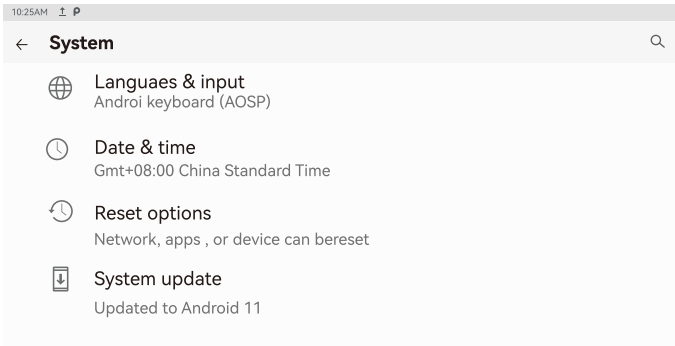 10:25AM
System
Languaes & input
Androi keyboard (AOSP)
Date & time
Gmt+08:00 China Standard Time
Reset options
Network, apps , or device can bereset
System update
Updated to Android 11